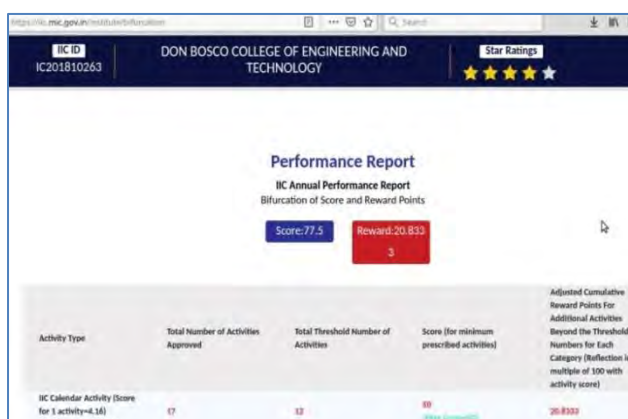 https://iic.mic.gov.in/institute/bifurcation
Search
IIC ID
IC201810263
DON BOSCO COLLEGE OF ENGINEERING AND
TECHNOLOGY
Star Ratings
Performance Report
IIC Annual Performance Report
Bifurcation of Score and Reward Points
Score:77.5
Reward:20.833
3
Activity Type
Total Number of Activities
Approved
Total Threshold Number of
Activities
Score (for minimum
prescribed activities)
Adjusted Cumulative
Reward Points For
Additional Activities
Beyond the Threshold
Numbers for Each
Category (Reflection in
multiple of 100 with
activity score)
IIC Calendar Activity (Score
for 1 activity=4.16)
17
12
50
20.8333